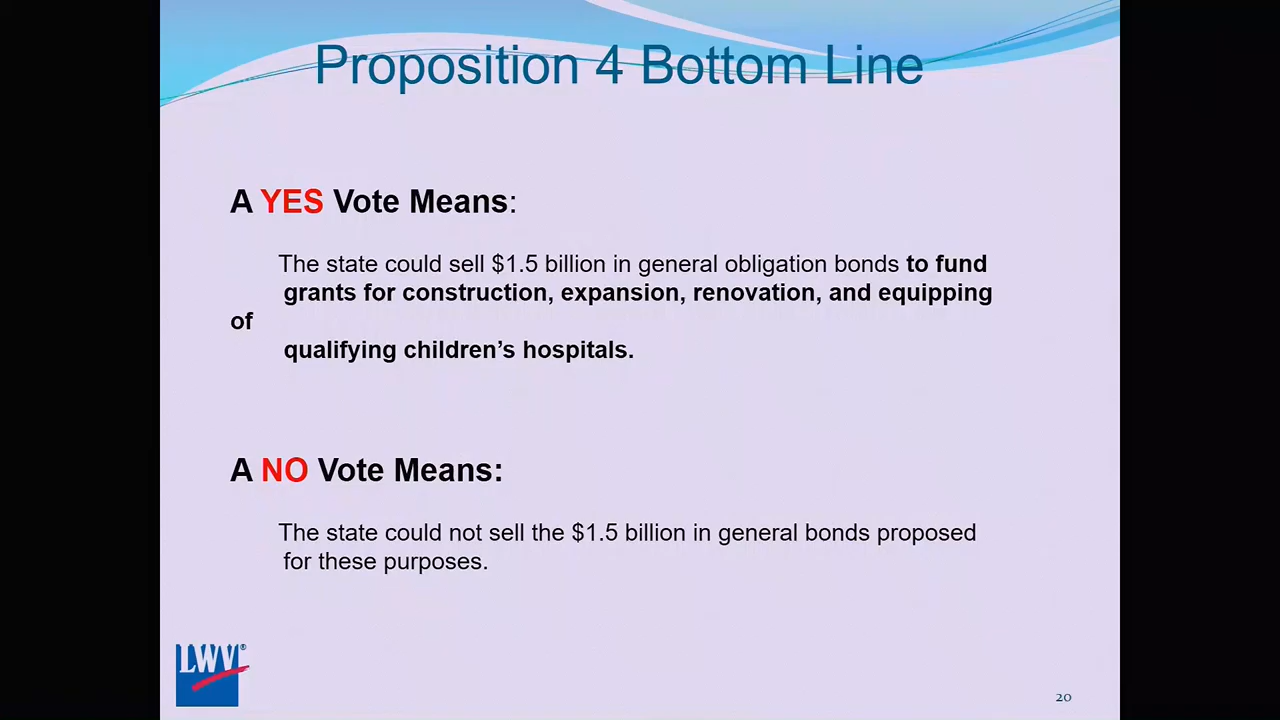 Proposition 4 Bottom Line
A YES Vote Means:
The state could sell $1.5 billion in general obligation bonds to fund
grants for construction, expansion, renovation, and equipping
of
qualifying children’s hospitals.
A NO Vote Means:
The state could not sell the $1.5 billion in general bonds proposed
for these purposes.
LWV®
20